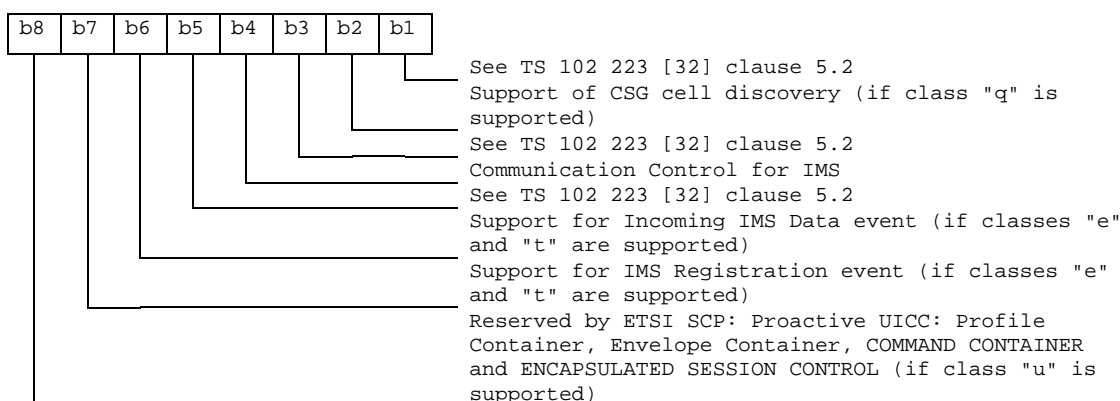 b8 b7 b6 b5 b4 b3 b2 b1
See TS 102 223 [32] clause 5.2
Support of CSG cell discovery (if class "q" is
supported)
See TS 102 223 [32] clause 5.2
Communication Control for IMS
See TS 102 223 [32] clause 5.2
Support for Incoming IMS Data event (if classes "e"
and "t" are supported)
Support for IMS Registration event (if classes "e"
and "t" are supported)
Reserved by ETSI SCP: Proactive UICC: Profile
Container, Envelope Container, COMMAND CONTAINER
and ENCAPSULATED SESSION CONTROL (if class "u" is
supported)